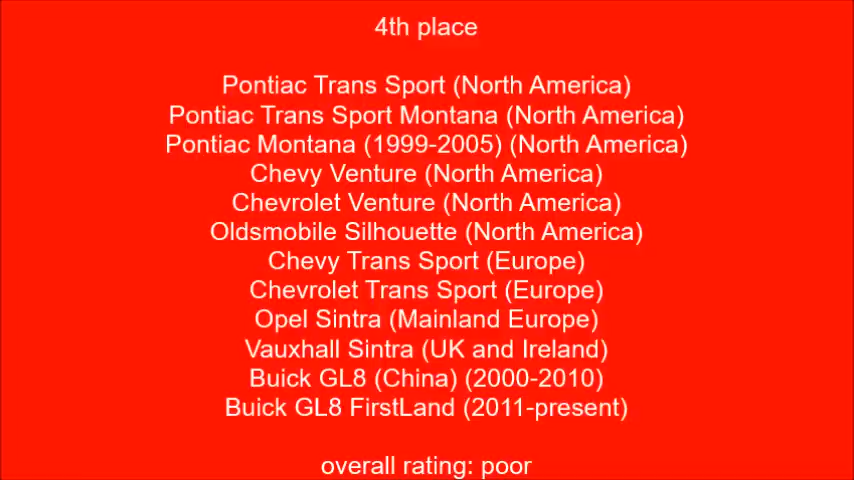 4th place
Pontiac Trans Sport (North America)
Pontiac Trans Sport Montana (North America)
Pontiac Montana (1999-2005) (North America)
Chevy Venture (North America)
Chevrolet Venture (North America)
Oldsmobile Silhouette (North America)
Chevy Trans Sport (Europe)
Chevrolet Trans Sport (Europe)
Opel Sintra (Mainland Europe)
Vauxhall Sintra (UK and Ireland)
Buick GL8 (China) (2000-2010)
Buick GL8 FirstLand (2011-present)
overall rating: poor